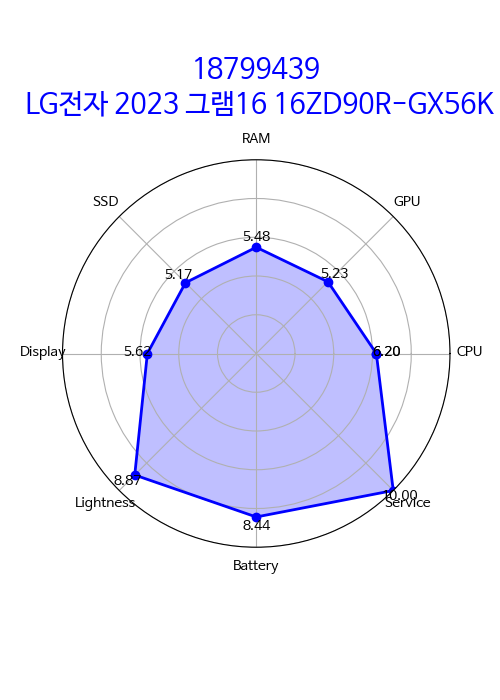 18799439
LG전자 2023 그램16 16ZD90R-GX56K
RAM
SSD
GPU
5.48
5.17
5.23
Display
5.63
6.20
CPU
8.87
10.00
Lightness
Service
8.44
Battery